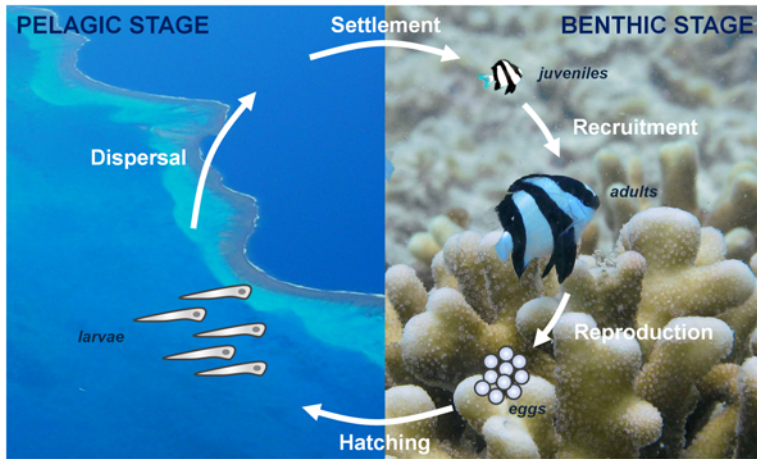 PELAGIC STAGE
BENTHIC STAGE
Settlement
juveniles
Recruitment
Dispersal
adults
larvae
Reproduction
eggs
Hatching